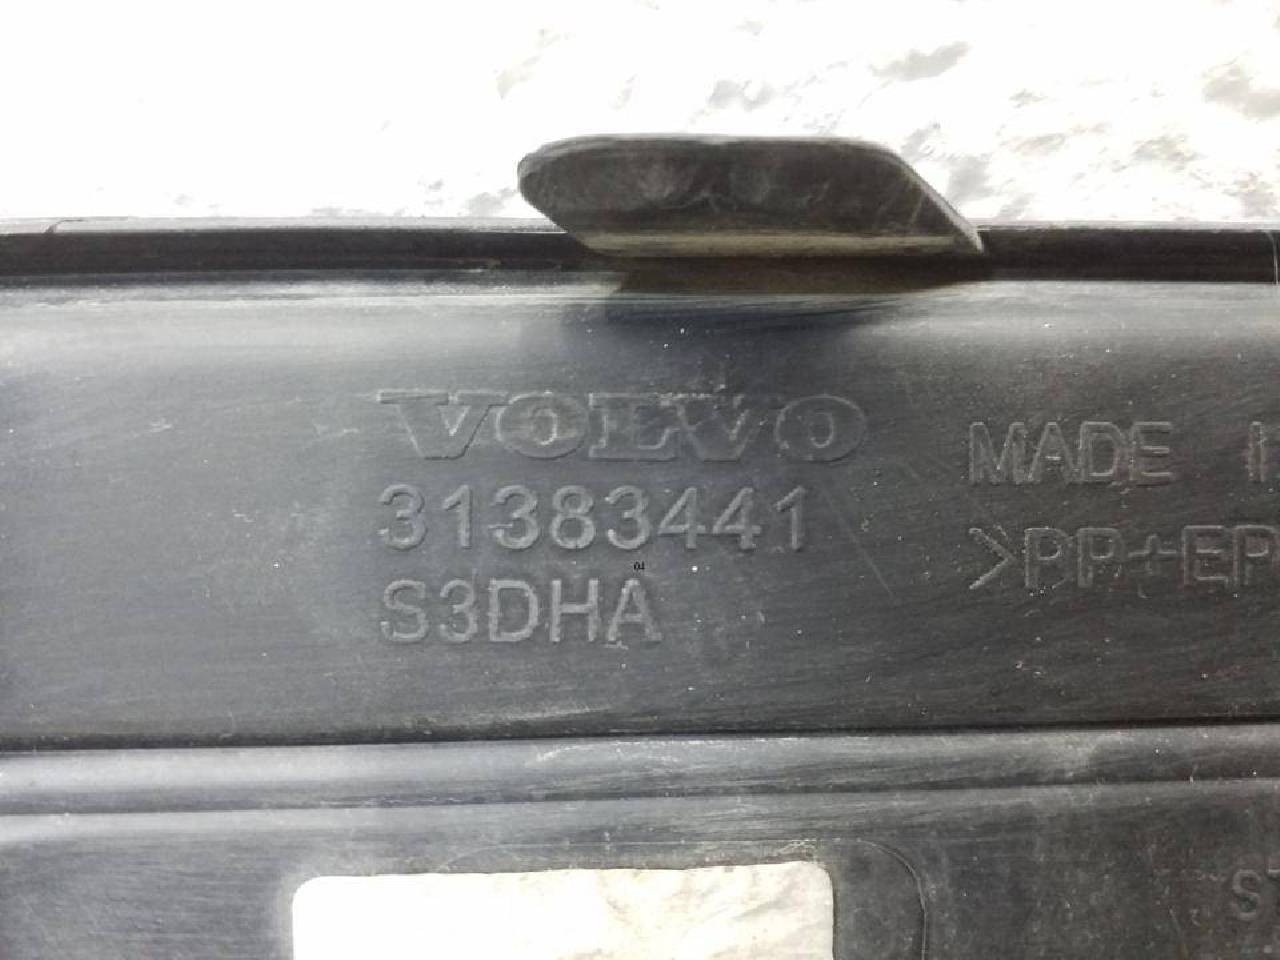 VOLVO
31383441
S3DHA
MADE I
>PP+EP
S